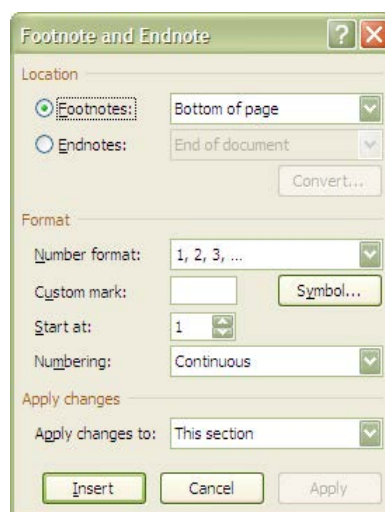 Footnote and Endnote
Location
Footnotes: Bottom of page
Endnotes: End of document
Convert...
Format
Number format: 1, 2, 3, ...
Custom mark: Symbol...
Start at: 1
Numbering: Continuous
Apply changes
Apply changes to: This section
Insert Cancel Apply